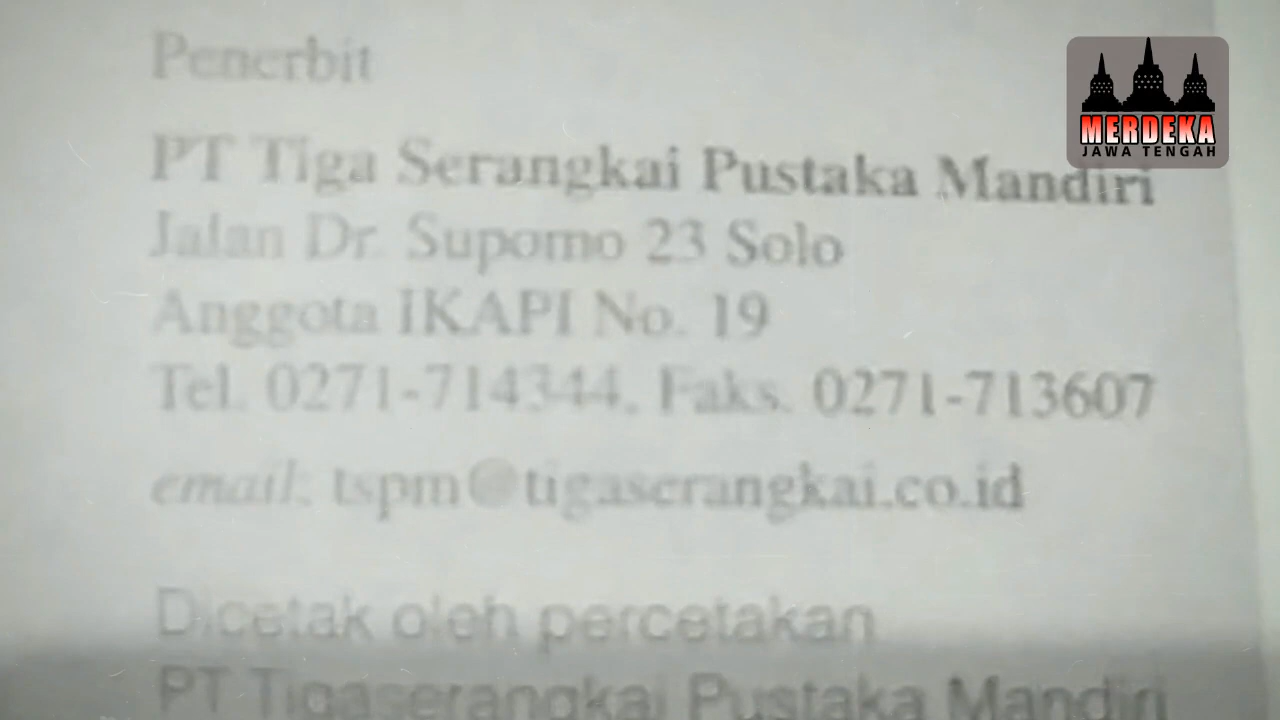 Penerbit
PT Tiga Serangkai Pustaka Mandiri
Jalan Dr. Supomo 23 Solo
Anggota IKAPI No. 19
Tel. 0271-714344, Faks. 0271-713607
email: tspm@tigaserangkai.co.id
Dicetak oleh percetakan
PT Tigaserangkai Pustaka Mandiri
MERDEKA
JAWA TENGAH